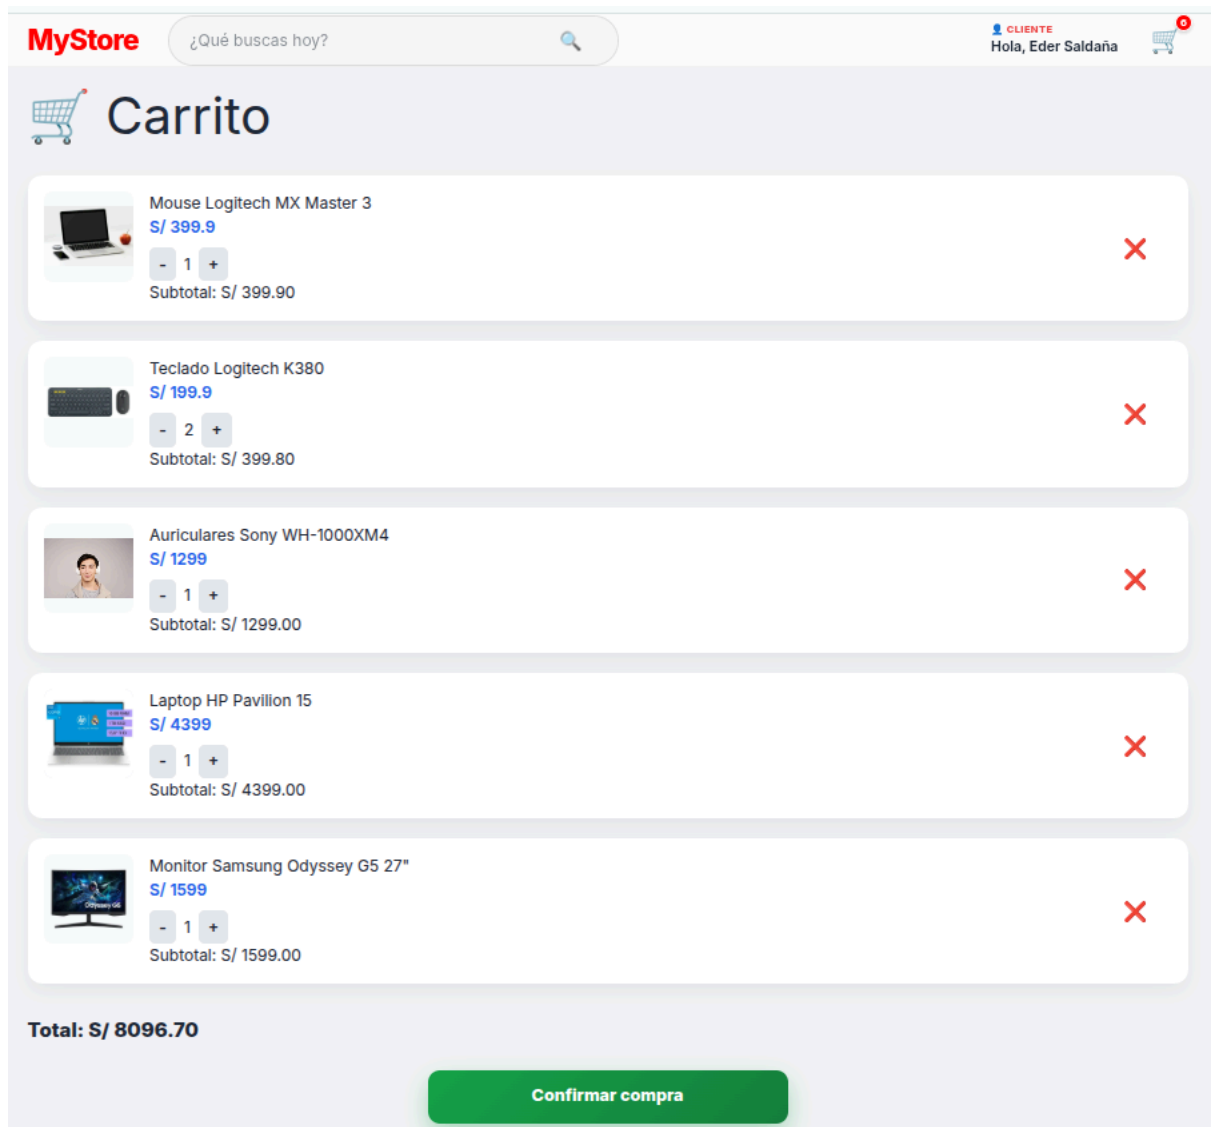 MyStore
¿Qué buscas hoy?
CLIENTE
Hola, Eder Saldaña
0
Carrito
Mouse Logitech MX Master 3
S/ 399.9
- 1 +
Subtotal: S/ 399.90
Teclado Logitech K380
S/ 199.9
- 2 +
Subtotal: S/ 399.80
Auriculares Sony WH-1000XM4
S/ 1299
- 1 +
Subtotal: S/ 1299.00
Laptop HP Pavilion 15
S/ 4399
- 1 +
Subtotal: S/ 4399.00
Monitor Samsung Odyssey G5 27"
S/ 1599
- 1 +
Subtotal: S/ 1599.00
Total: S/ 8096.70
Confirmar compra